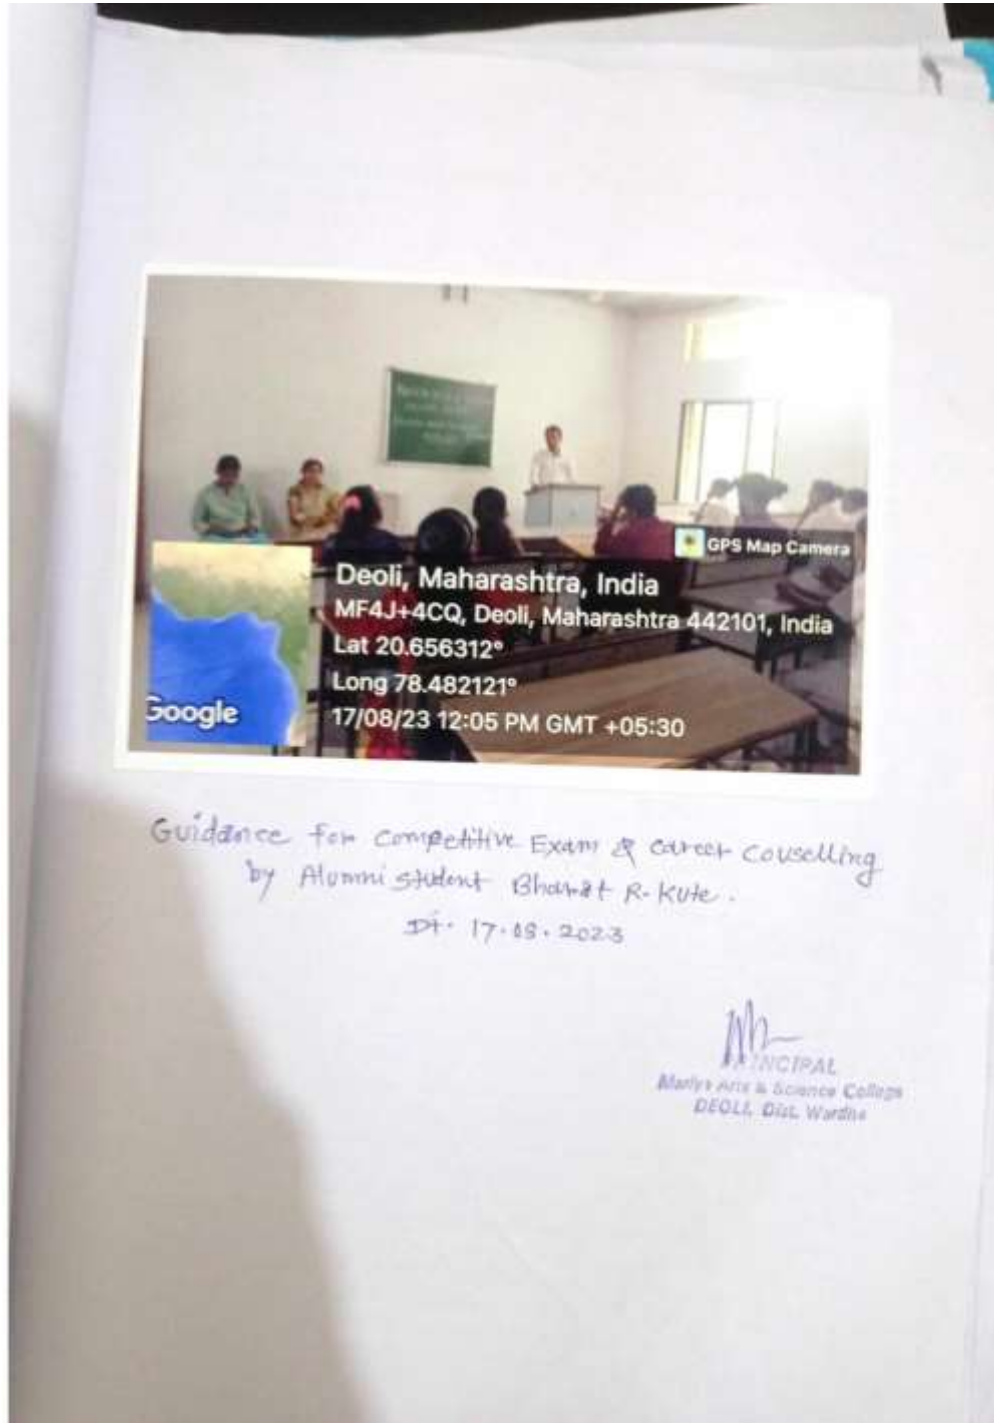 GPS Map Camera
Deoli, Maharashtra, India
MF4J+4CQ, Deoli, Maharashtra 442101, India
Lat 20.656312°
Long 78.482121°
17/08/23 12:05 PM GMT +05:30
Google
Guidance for Competitive Exam & Career Couselling
by Alumni student Bharat R. Kute.
Dt. 17.08.2023
Arts & Science College
DEOLI, Dist. Wardha